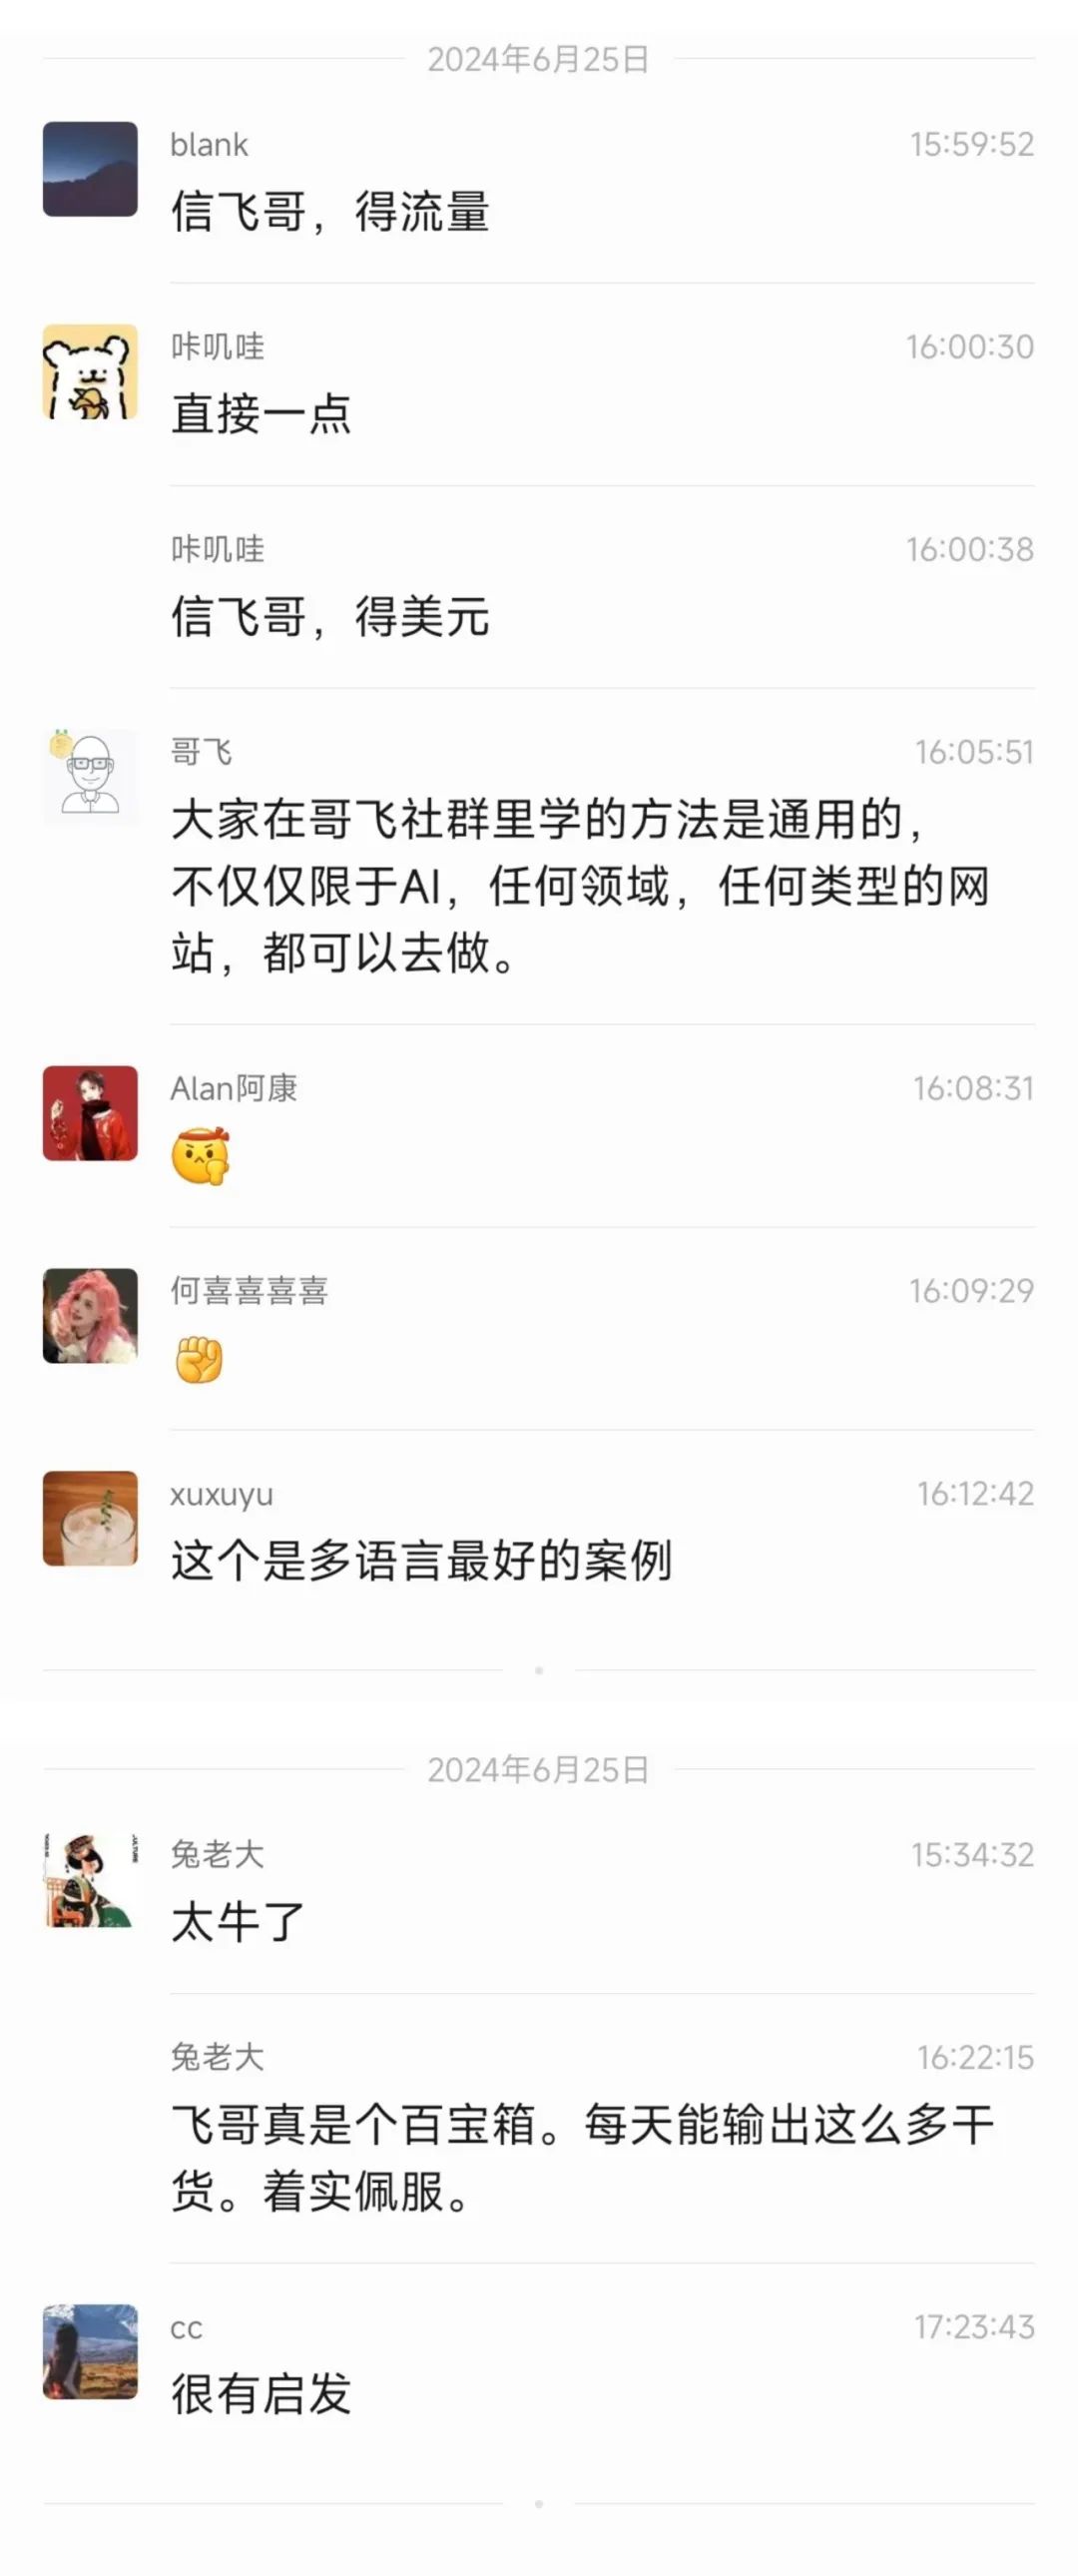 2024年6月25日
blank 15:59:52
信飞哥，得流量
咔叽哇 16:00:30
直接一点
咔叽哇 16:00:38
信飞哥，得美元
哥飞 16:05:51
大家在哥飞社群里学的方法是通用的，
不仅仅限于AI，任何领域，任何类型的网
站，都可以去做。
Alan阿康 16:08:31
何喜喜喜喜 16:09:29
xuxuyu 16:12:42
这个是多语言最好的案例
2024年6月25日
兔老大 15:34:32
太牛了
兔老大 16:22:15
飞哥真是个百宝箱。每天能输出这么多干
货。着实佩服。
cc 17:23:43
很有启发